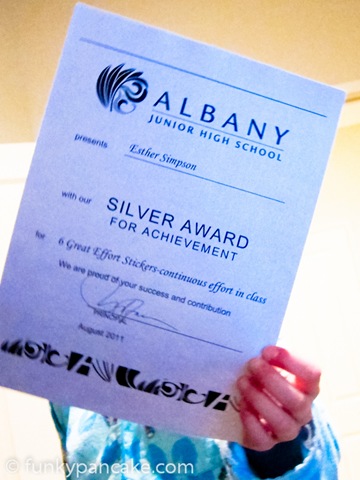 ALBANY
JUNIOR HIGH SCHOOL
presents
Esther Simpson
with our
SILVER AWARD
FOR ACHIEVEMENT
for
6 Great Effort Stickers-continuous effort in class
We are proud of your success and contribution
August 2011
© funkypancake.com